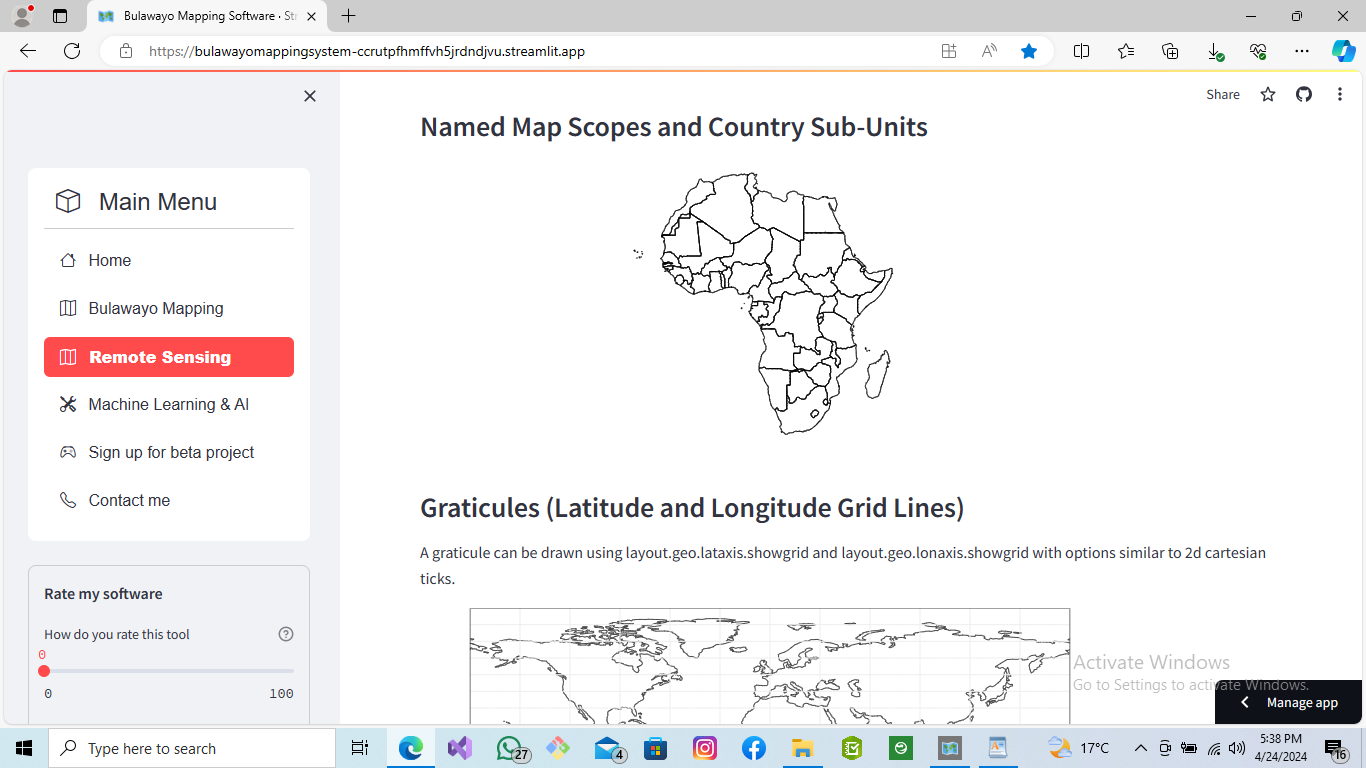 Bulawayo Mapping Software · Str
https://bulawayomappingsystem-ccrutpfhmffvh5jrdndjvu.streamlit.app
Share
Main Menu
Home
Bulawayo Mapping
Remote Sensing
Machine Learning & AI
Sign up for beta project
Contact me
Rate my software
How do you rate this tool
0
0
100
Named Map Scopes and Country Sub-Units
Graticules (Latitude and Longitude Grid Lines)
A graticule can be drawn using layout.geo.lataxis.showgrid and layout.geo.lonaxis.showgrid with options similar to 2d cartesian
ticks.
Activate Windows
Go to Settings to activate Windows.
Manage app
Type here to search
27
4
17°C
5:38 PM
4/24/2024
16